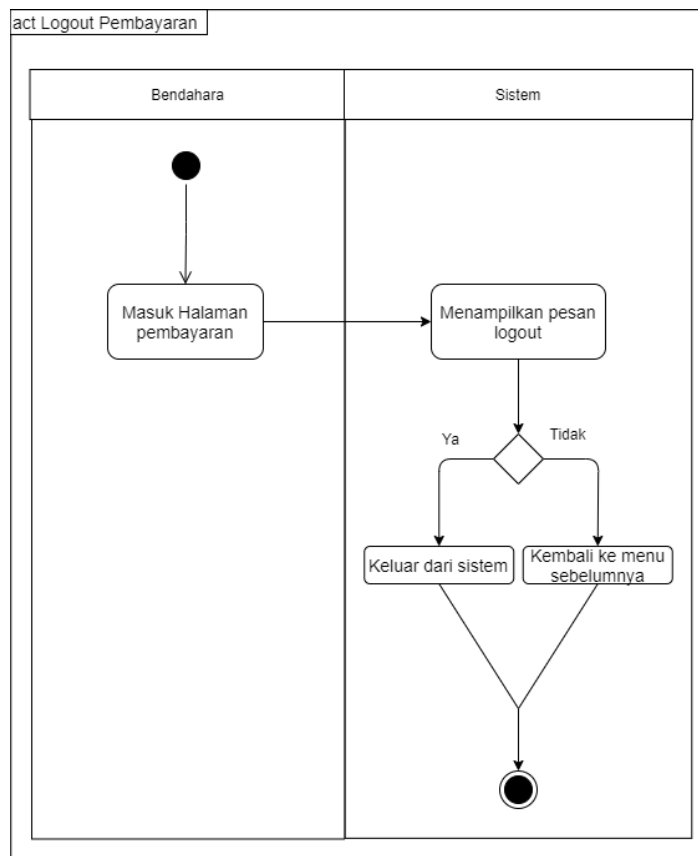 act Logout Pembayaran
Bendahara
Sistem
Masuk Halaman
pembayaran
Menampilkan pesan
logout
Ya
Tidak
Keluar dari sistem
Kembali ke menu
sebelumnya